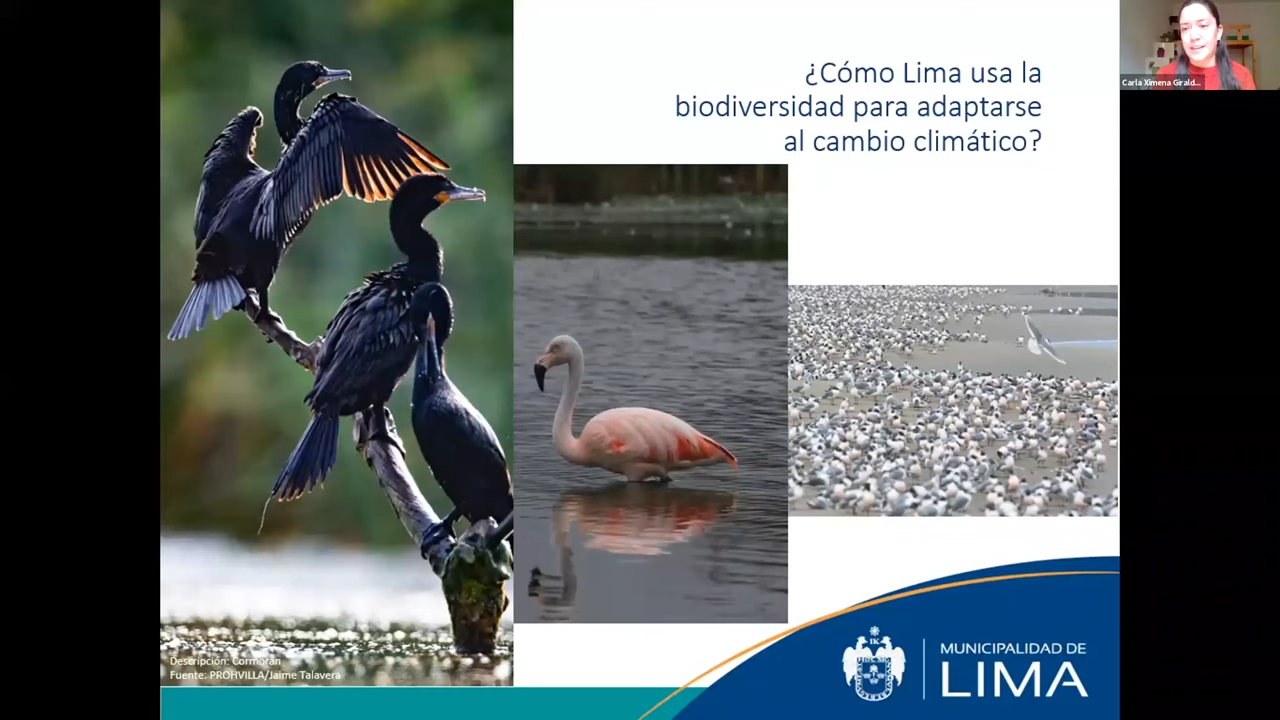 ¿Cómo Lima usa la
biodiversidad para adaptarse
al cambio climático?
Carla Ximena Girald...
Descripción: Cormorán
Fuente: PROHVILLA/Jaime Talavera
IK
MUNICIPALIDAD DE
LIMA